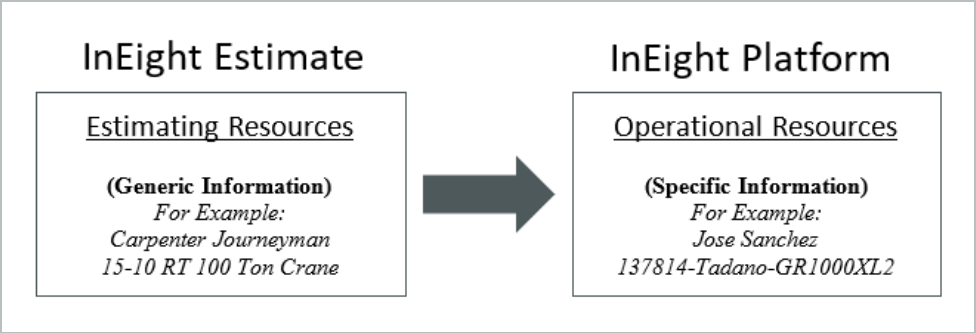 InEight Estimate
Estimating Resources
(Generic Information)
For Example:
Carpenter Journeyman
15-10 RT 100 Ton Crane
InEight Platform
Operational Resources
(Specific Information)
For Example:
Jose Sanchez
137814-Tadano-GR1000XL2